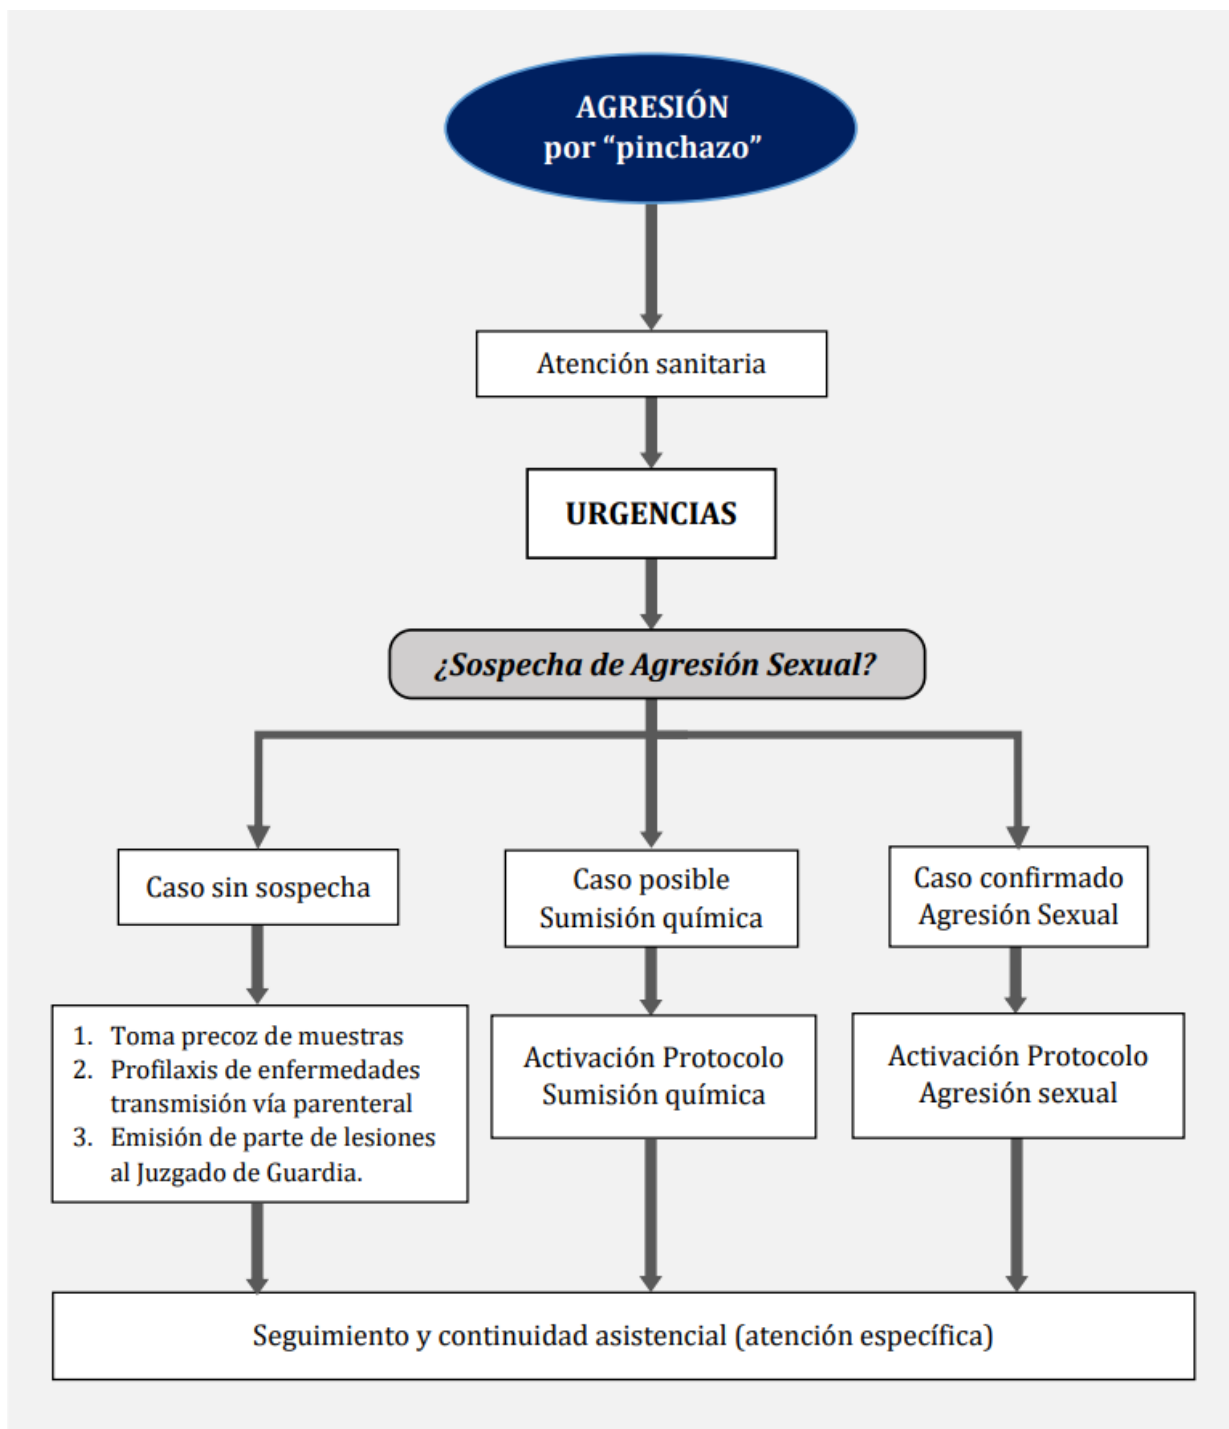 AGRESIÓN
por “pinchazo”
Atención sanitaria
URGENCIAS
¿Sospecha de Agresión Sexual?
Caso sin sospecha
Caso posible
Sumisión química
Caso confirmado
Agresión Sexual
1. Toma precoz de muestras
2. Profilaxis de enfermedades
transmisión vía parenteral
3. Emisión de parte de lesiones
al Juzgado de Guardia.
Activación Protocolo
Sumisión química
Activación Protocolo
Agresión sexual
Seguimiento y continuidad asistencial (atención específica)